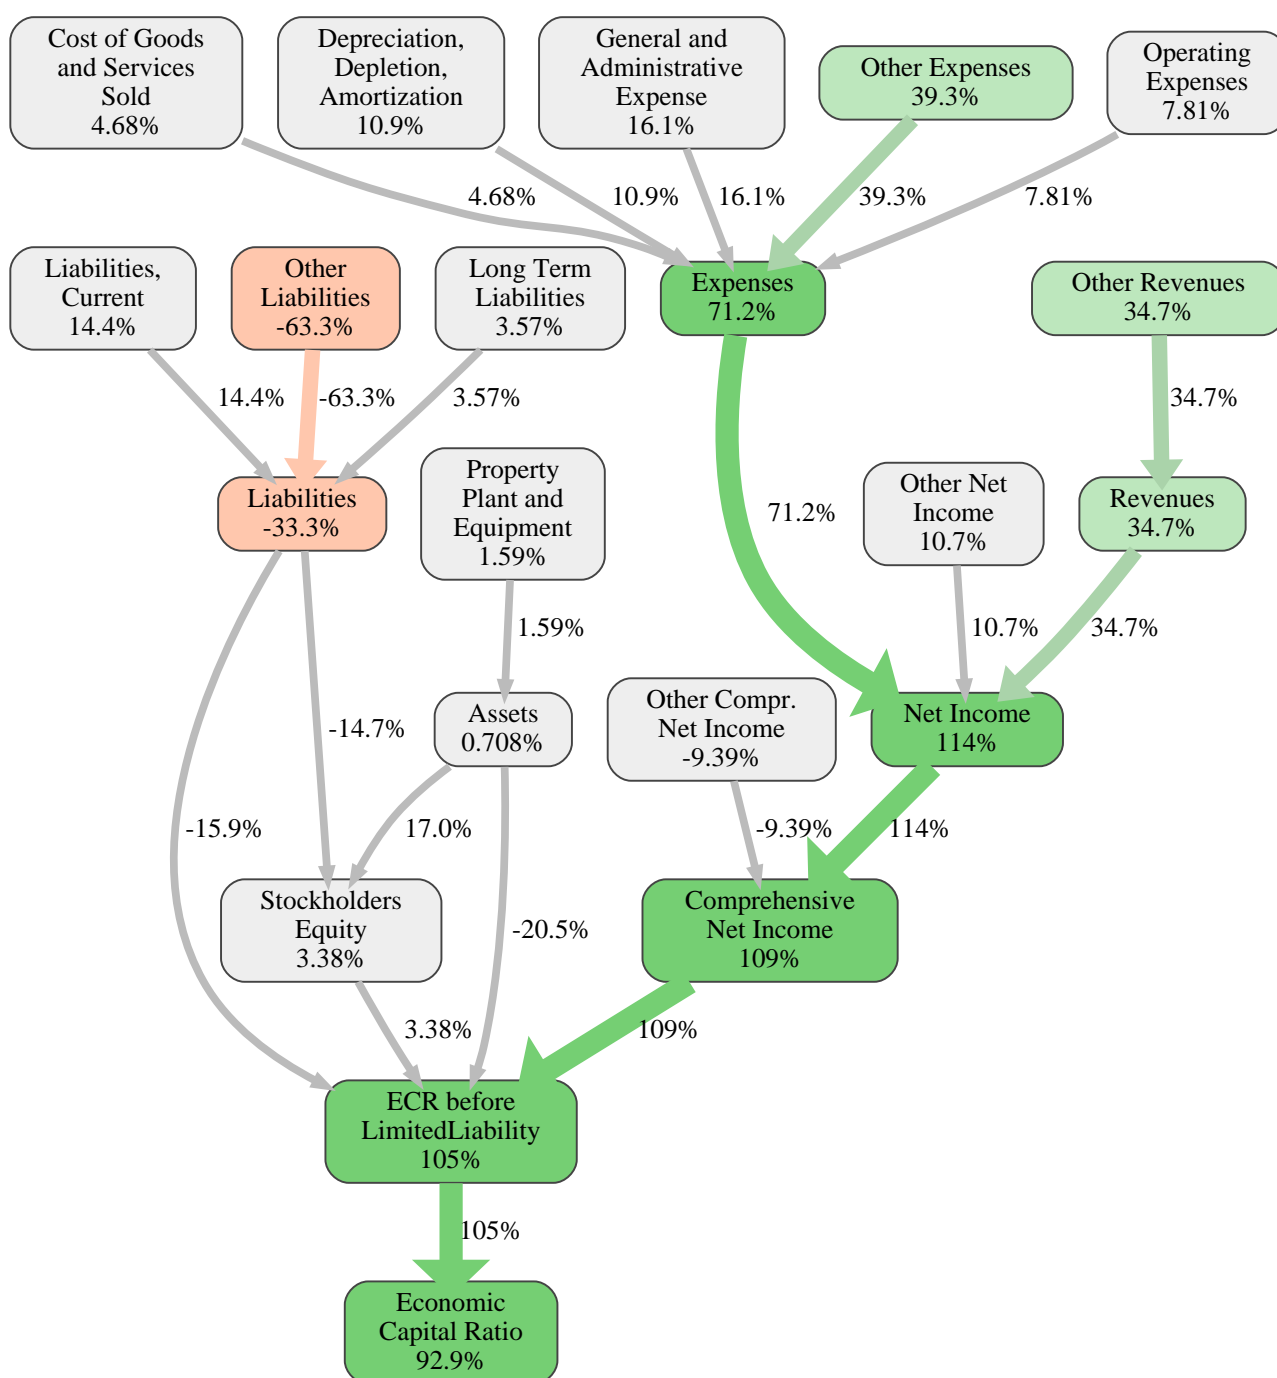 Cost of Goods
and Services
Sold
4.68%
Depreciation,
Depletion,
Amortization
10.9%
General and
Administrative
Expense
16.1%
Other Expenses
39.3%
Operating
Expenses
7.81%
4.68%
10.9%
16.1%
39.3%
7.81%
Liabilities,
Current
14.4%
Other
Liabilities
-63.3%
Long Term
Liabilities
3.57%
Expenses
71.2%
Other Revenues
34.7%
14.4%
-63.3%
3.57%
34.7%
Liabilities
-33.3%
Property
Plant and
Equipment
1.59%
71.2%
Other Net
Income
10.7%
Revenues
34.7%
1.59%
10.7%
34.7%
-14.7%
Assets
0.708%
Other Compr.
Net Income
-9.39%
Net Income
114%
-15.9%
17.0%
-9.39%
114%
Stockholders
Equity
3.38%
-20.5%
Comprehensive
Net Income
109%
3.38%
109%
ECR before
LimitedLiability
105%
105%
Economic
Capital Ratio
92.9%